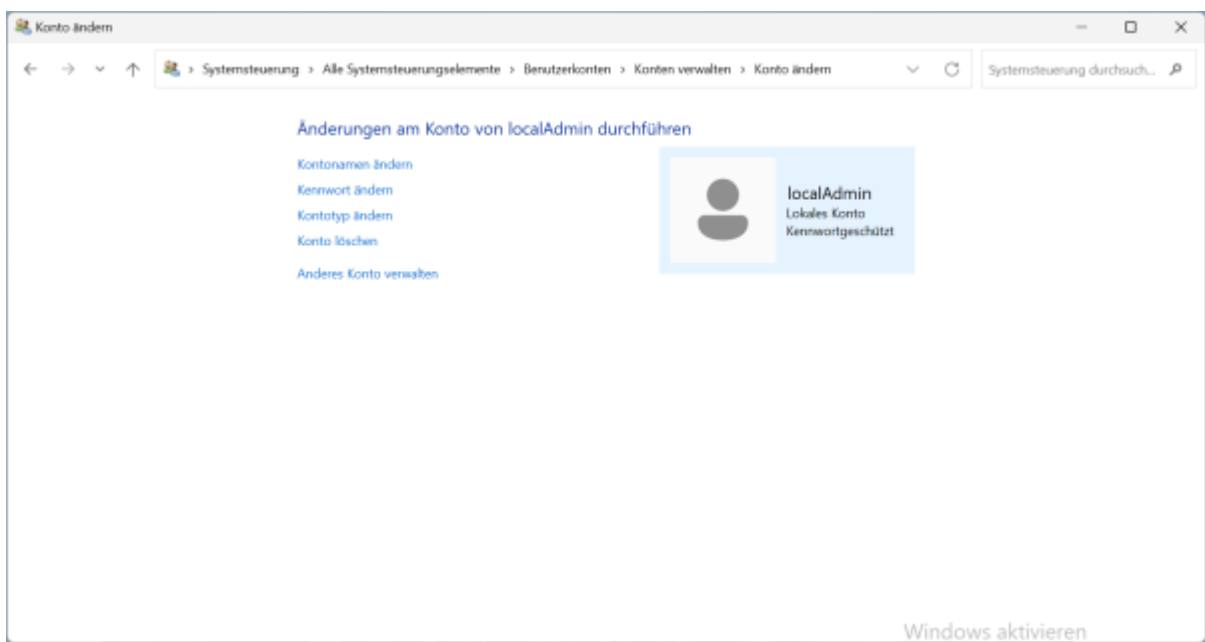 Konto ändern
Systemsteuerung > Alle Systemsteuerungselemente > Benutzerkonten > Konten verwalten > Konto ändern
Systemsteuerung durchsuch...
Änderungen am Konto von localAdmin durchführen
Kontonamen ändern
Kennwort ändern
Kontotyp ändern
Konto löschen
Anderes Konto verwalten
localAdmin
Lokales Konto
Kennwortgeschützt
Windows aktivieren